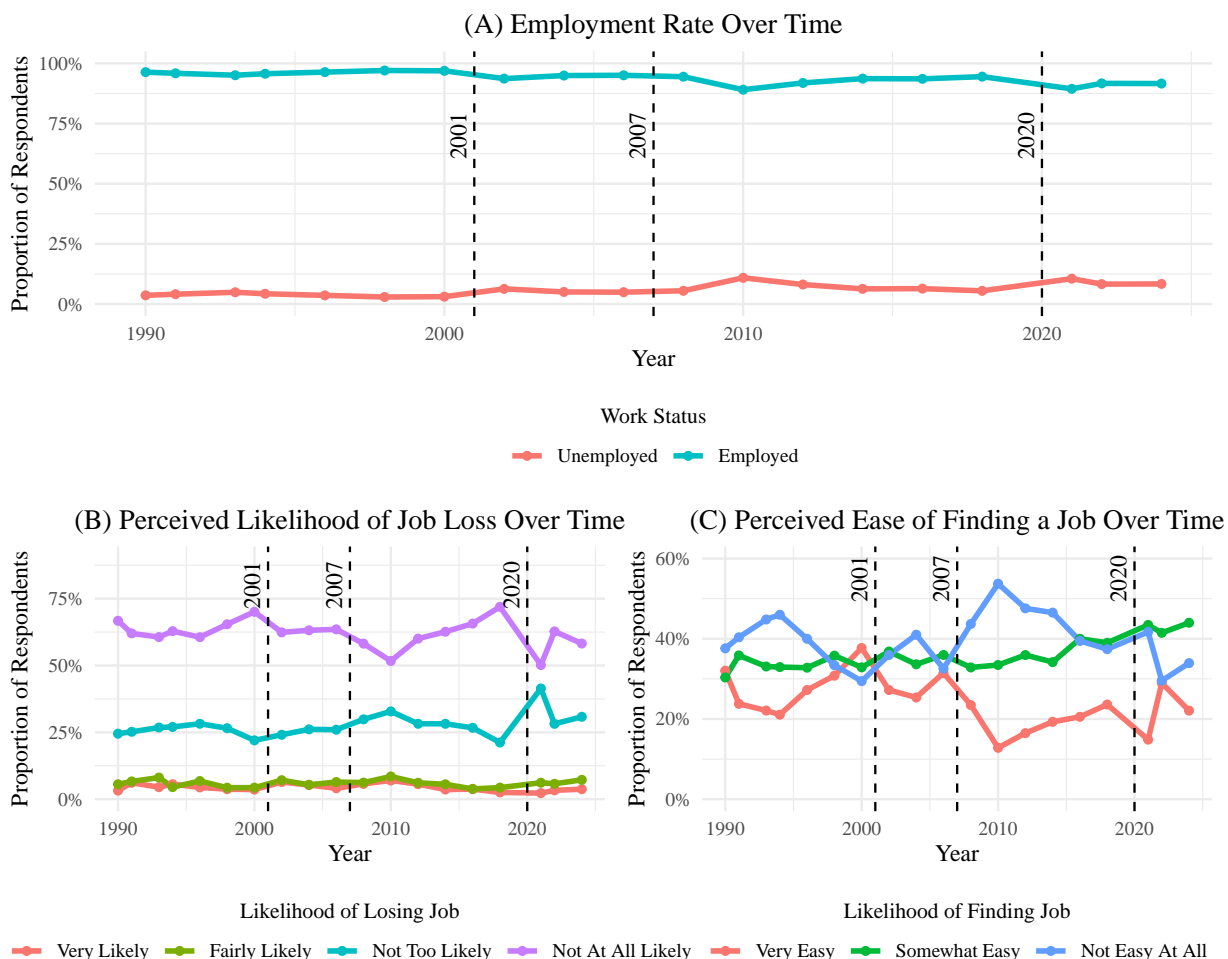 (A) Employment Rate Over Time
Proportion of Respondents
100%
75%
50%
25%
0%
2001
2007
2020
1990 2000 2010 2020
Year
Work Status
Unemployed Employed
(B) Perceived Likelihood of Job Loss Over Time
Proportion of Respondents
75%
50%
25%
0%
2001
2007
2020
1990 2000 2010 2020
Year
Likelihood of Losing Job
Very Likely Fairly Likely Not Too Likely Not At All Likely
(C) Perceived Ease of Finding a Job Over Time
Proportion of Respondents
60%
40%
20%
0%
2001
2007
2020
1990 2000 2010 2020
Year
Likelihood of Finding Job
Very Easy Somewhat Easy Not Easy At All